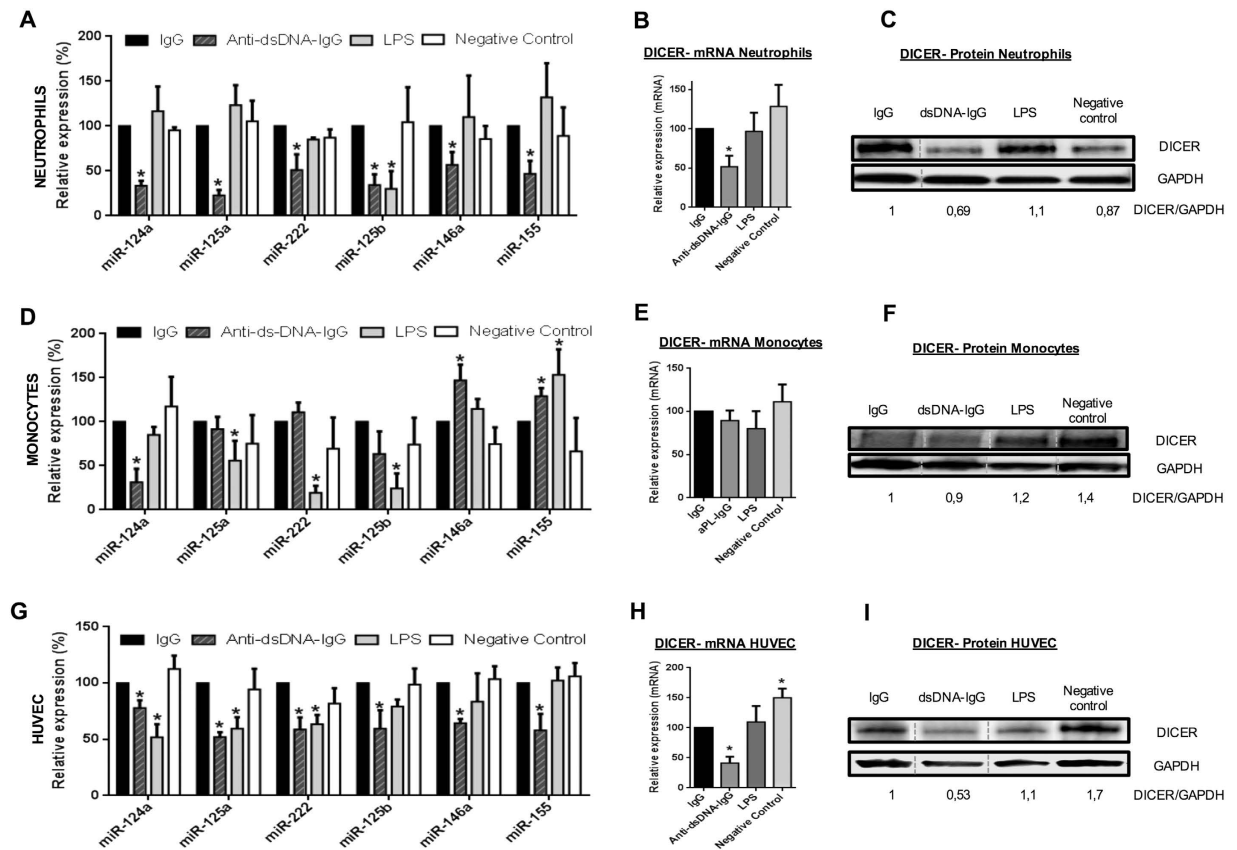 A
NEUTROPHILS
Relative expression (%)
200
150
100
50
0
IgG Anti-dsDNA-IgG LPS Negative Control
miR-124a miR-125a miR-222 miR-125b miR-146a miR-155
* * * * * * *
B
DICER- mRNA Neutrophils
Relative expression (mRNA)
150
100
50
0
*
IgG Anti-dsDNA-IgG LPS Negative Control
C
DICER- Protein Neutrophils
IgG dsDNA-IgG LPS Negative
control
DICER
GAPDH
1 0,69 1,1 0,87 DICER/GAPDH
D
MONOCYTES
Relative expression (%)
200
150
100
50
0
IgG Anti-ds-DNA-IgG LPS Negative Control
* * * * * * *
miR-124a miR-125a miR-222 miR-125b miR-146a miR-155
E
DICER- mRNA Monocytes
Relative expression (mRNA)
150
100
50
0
IgG aPL-IgG LPS Negative Control
F
DICER- Protein Monocytes
IgG dsDNA-IgG LPS Negative
control
DICER
GAPDH
1 0,9 1,2 1,4 DICER/GAPDH
G
HUVEC
Relative expression (%)
150
100
50
0
IgG Anti-dsDNA-IgG LPS Negative Control
* * * * * * * * *
miR-124a miR-125a miR-222 miR-125b miR-146a miR-155
H
DICER- mRNA HUVEC
Relative expression (mRNA)
200
150
100
50
0
* *
IgG Anti-dsDNA-IgG LPS Negative Control
I
DICER- Protein HUVEC
IgG dsDNA-IgG LPS Negative
control
DICER
GAPDH
1 0,53 1,1 1,7 DICER/GAPDH